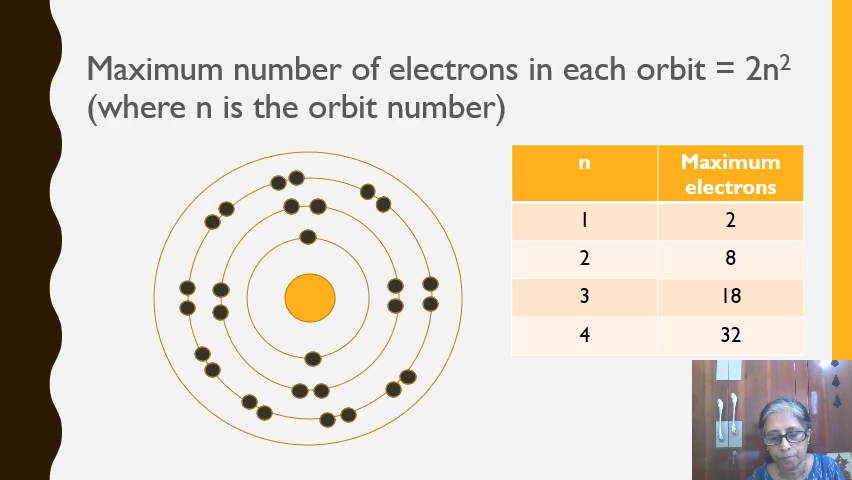 Maximum number of electrons in each orbit = 2n²
(where n is the orbit number)
n Maximum electrons
1 2
2 8
3 18
4 32